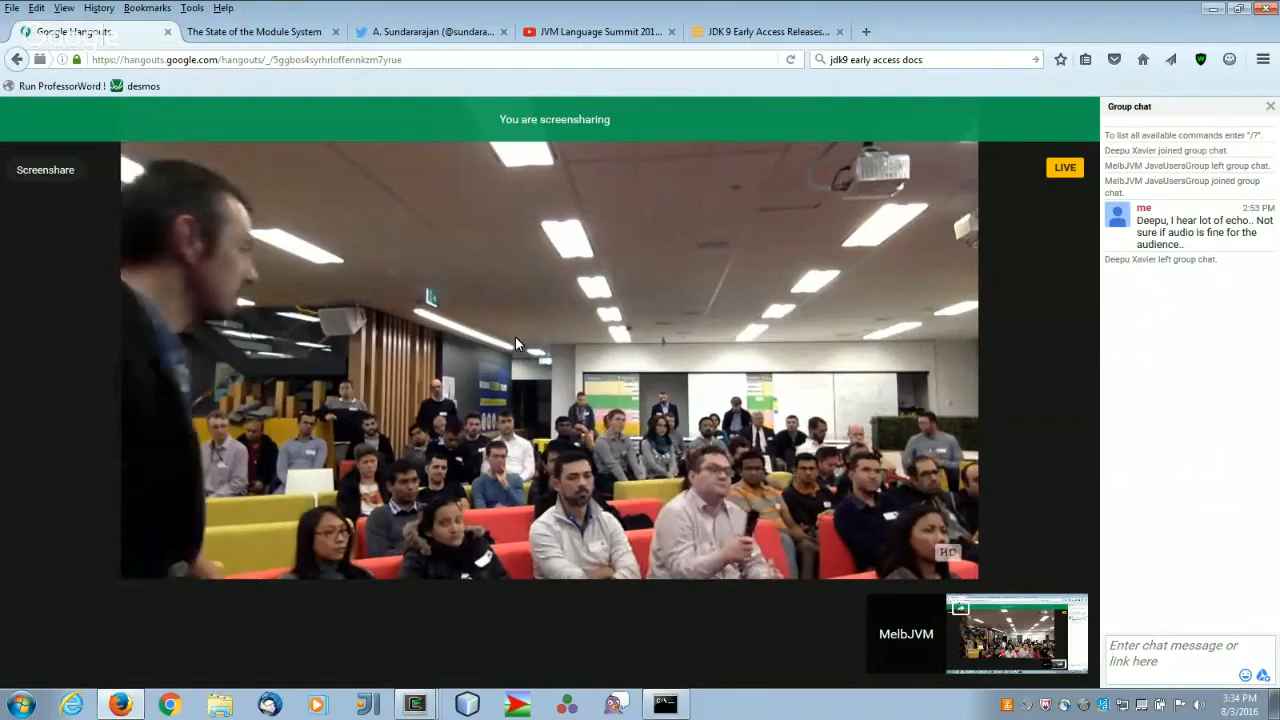 File Edit View History Bookmarks Tools Help
Google Hangouts
The State of the Module System
A. Sundararajan (@sundara...
JVM Language Summit 201...
JDK 9 Early Access Releases...
https://hangouts.google.com/hangouts/_/5ggbos4syrhrloffennkzm7yrue
jdk9 early access docs
Run ProfessorWord !
desmos
You are screensharing
Group chat
Screenshare
LIVE
To list all available commands enter "/?".
Deepu Xavier joined group chat.
MelbJVM JavaUsersGroup left group chat.
MelbJVM JavaUsersGroup joined group
chat.
me 2:53 PM
Deepu, I hear lot of echo.. Not
sure if audio is fine for the
audience..
Deepu Xavier left group chat.
HD
MelbJVM
Enter chat message or
link here
3:34 PM
8/3/2016